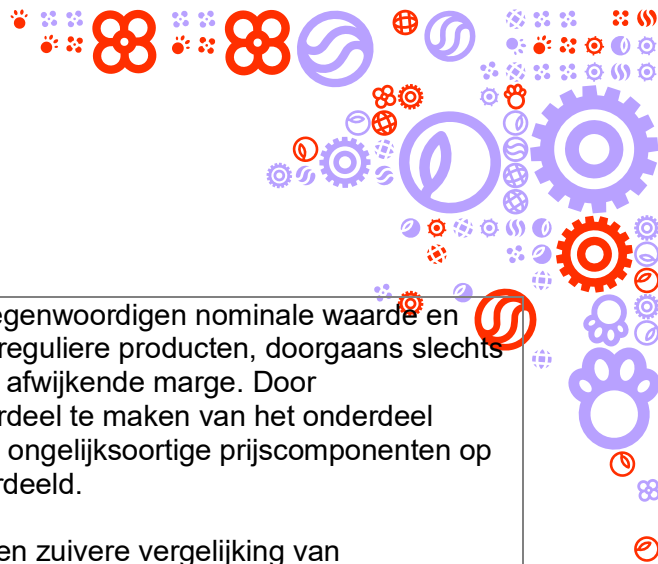 egenwoordigen nominale waarde en
reguliere producten, doorgaans slechts
afwijkende marge. Door
rdeel te maken van het onderdeel
ongelijksoortige prijscomponenten op
rdeeld.
en zuivere vergelijking van